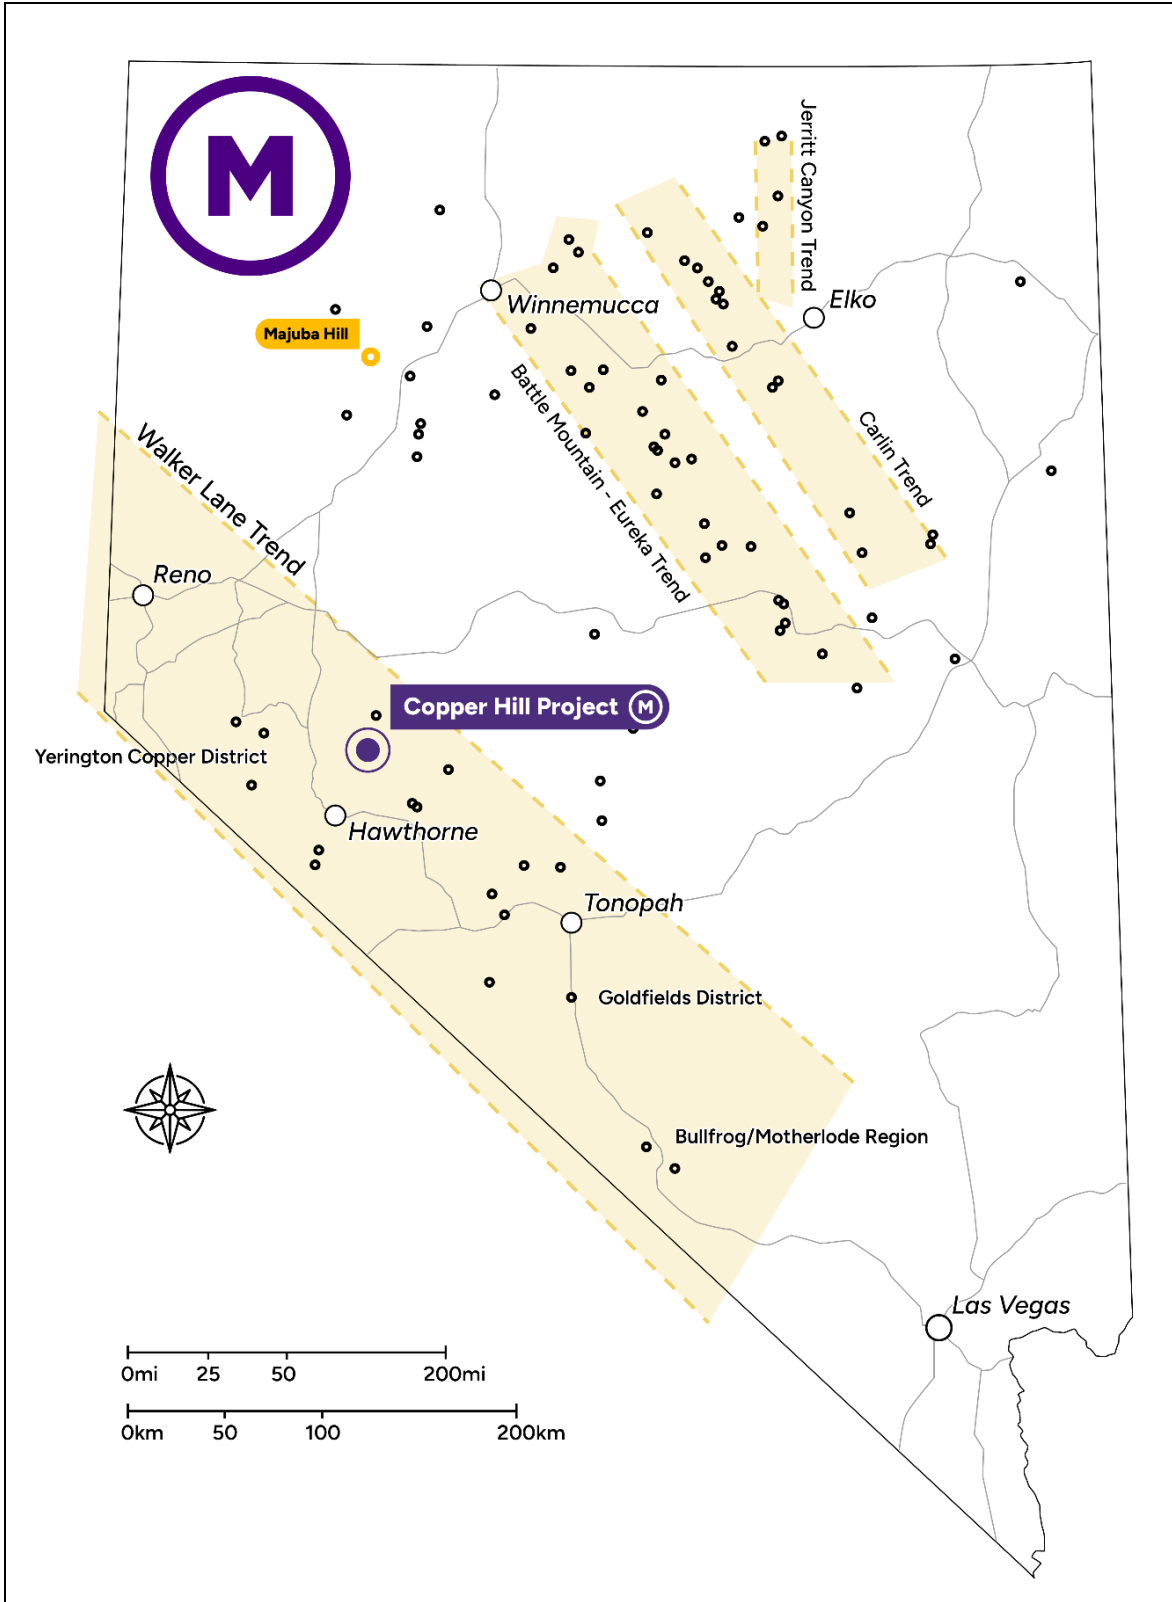 M
Jerritt Canyon Trend
Winnemucca
Elko
Majuba Hill
Battle Mountain - Eureka Trend
Carlin Trend
Walker Lane Trend
Reno
Copper Hill Project M
Yerington Copper District
Hawthorne
Tonopah
Goldfields District
Bullfrog/Motherlode Region
Las Vegas
0mi 25 50 200mi
0km 50 100 200km